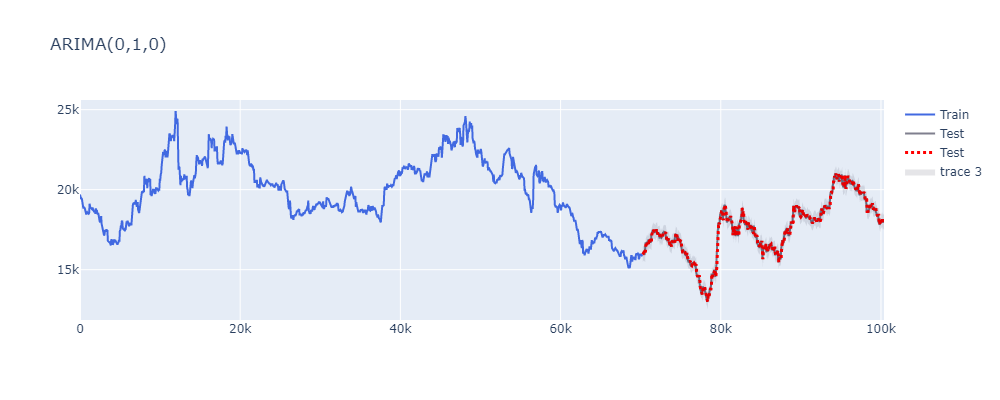 ARIMA(0,1,0)
25k
20k
15k
0
20k
40k
60k
80k
100k
Train
Test
Test
trace 3